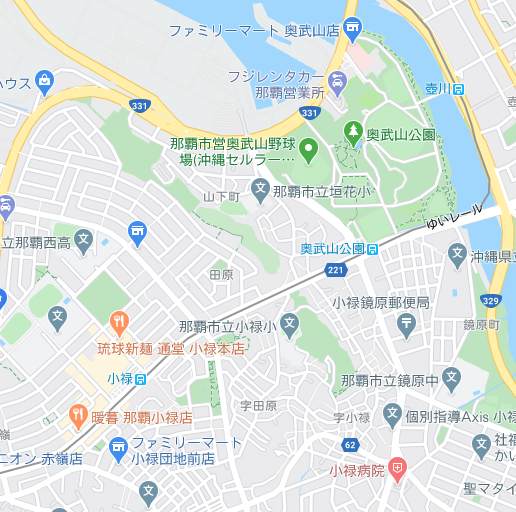 ファミリーマート 奥武山店
フジレンタカー
那覇営業所
壺川
ハウス
331
331
那覇市営奥武山野球
場(沖縄セルラー…
奥武山公園
山下町
那覇市立垣花小
ゆいレール
立那覇西高
奥武山公園
沖縄県立
田原
221
小禄鏡原郵便局
329
鏡原町
那覇市立小禄小
琉球新麺 通堂 小禄本店
小禄
那覇市立鏡原中
字田原
暖暮 那覇小禄店
字小禄
個別指導Axis 小禄
嶺
ファミリーマート
小禄団地前店
ニオン 赤嶺店
62
社福
かい
小禄病院
聖マタイ